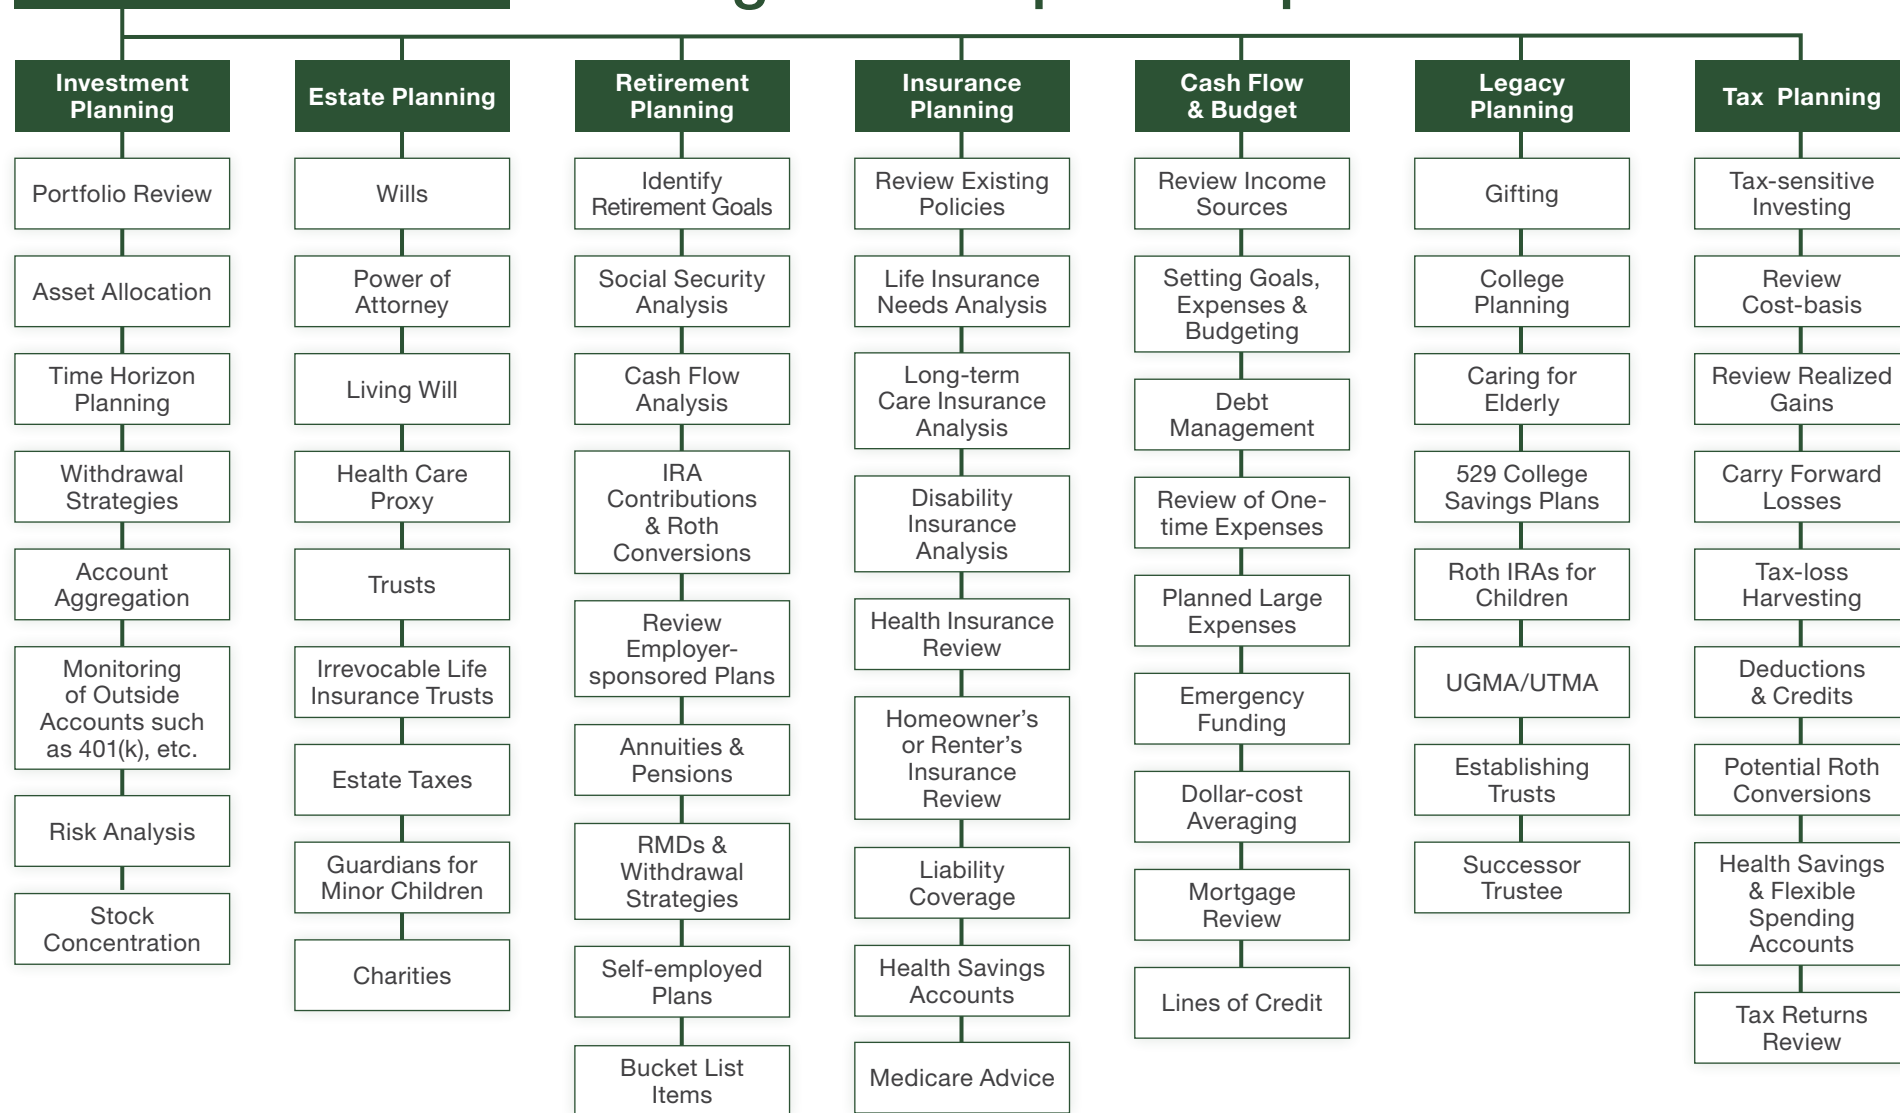 Investment
Planning
Portfolio Review
Asset Allocation
Time Horizon
Planning
Withdrawal
Strategies
Account
Aggregation
Monitoring
of Outside
Accounts such
as 401(k), etc.
Risk Analysis
Stock
Concentration
Estate Planning
Wills
Power of
Attorney
Living Will
Health Care
Proxy
Trusts
Irrevocable Life
Insurance Trusts
Estate Taxes
Guardians for
Minor Children
Charities
Retirement
Planning
Identify
Retirement Goals
Social Security
Analysis
Cash Flow
Analysis
IRA
Contributions
& Roth
Conversions
Review
Employer-
sponsored Plans
Annuities &
Pensions
RMDs &
Withdrawal
Strategies
Self-employed
Plans
Bucket List
Items
Insurance
Planning
Review Existing
Policies
Life Insurance
Needs Analysis
Long-term
Care Insurance
Analysis
Disability
Insurance
Analysis
Health Insurance
Review
Homeowner’s
or Renter’s
Insurance
Review
Liability
Coverage
Health Savings
Accounts
Medicare Advice
Cash Flow
& Budget
Review Income
Sources
Setting Goals,
Expenses &
Budgeting
Debt
Management
Review of One-
time Expenses
Planned Large
Expenses
Emergency
Funding
Dollar-cost
Averaging
Mortgage
Review
Lines of Credit
Legacy
Planning
Gifting
College
Planning
Caring for
Elderly
529 College
Savings Plans
Roth IRAs for
Children
UGMA/UTMA
Establishing
Trusts
Successor
Trustee
Tax Planning
Tax-sensitive
Investing
Review
Cost-basis
Review Realized
Gains
Carry Forward
Losses
Tax-loss
Harvesting
Deductions
& Credits
Potential Roth
Conversions
Health Savings
& Flexible
Spending
Accounts
Tax Returns
Review